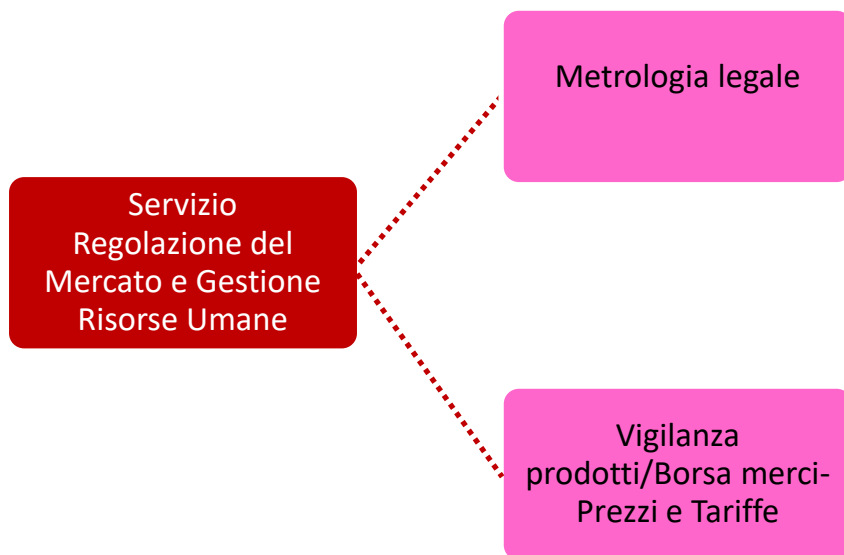 Metrologia legale
Servizio
Regolazione del
Mercato e Gestione
Risorse Umane
Vigilanza
prodotti/Borsa merci-
Prezzi e Tariffe